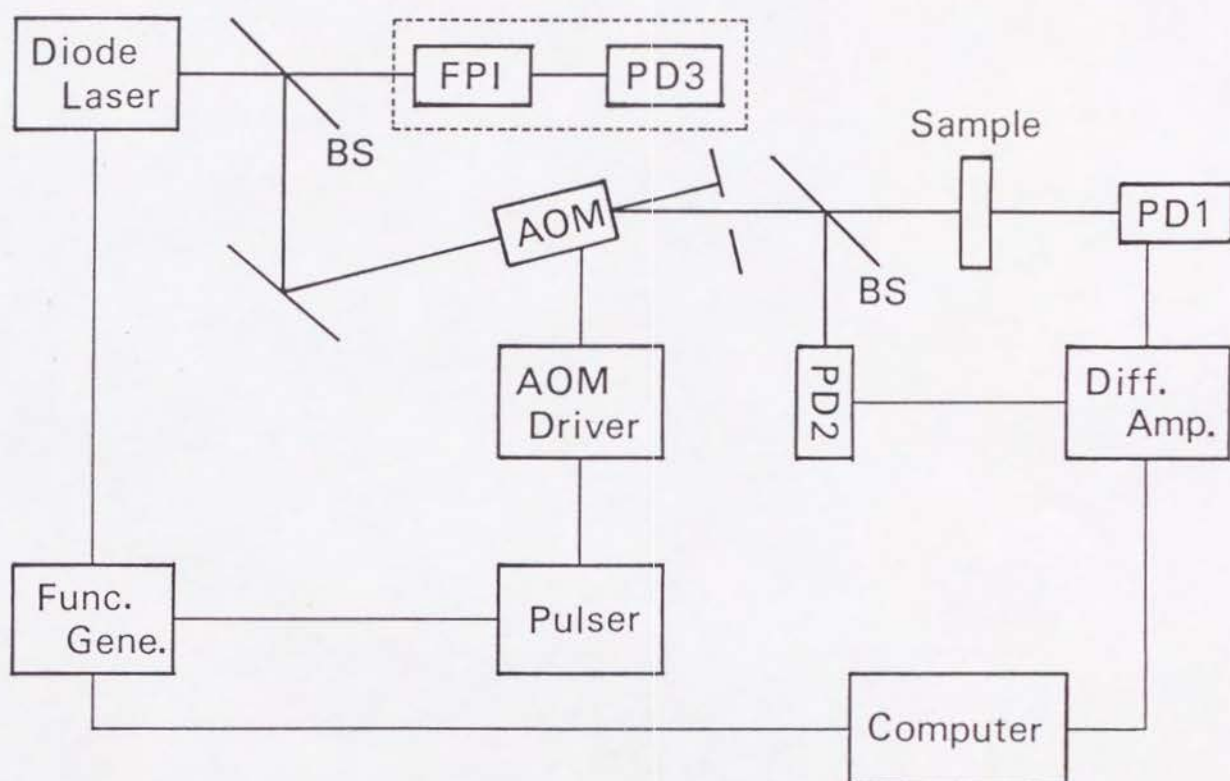 Diode
Laser
BS
FPI
PD3
Sample
AOM
PD1
BS
AOM
Driver
PD2
Diff.
Amp.
Func.
Gene.
Pulser
Computer